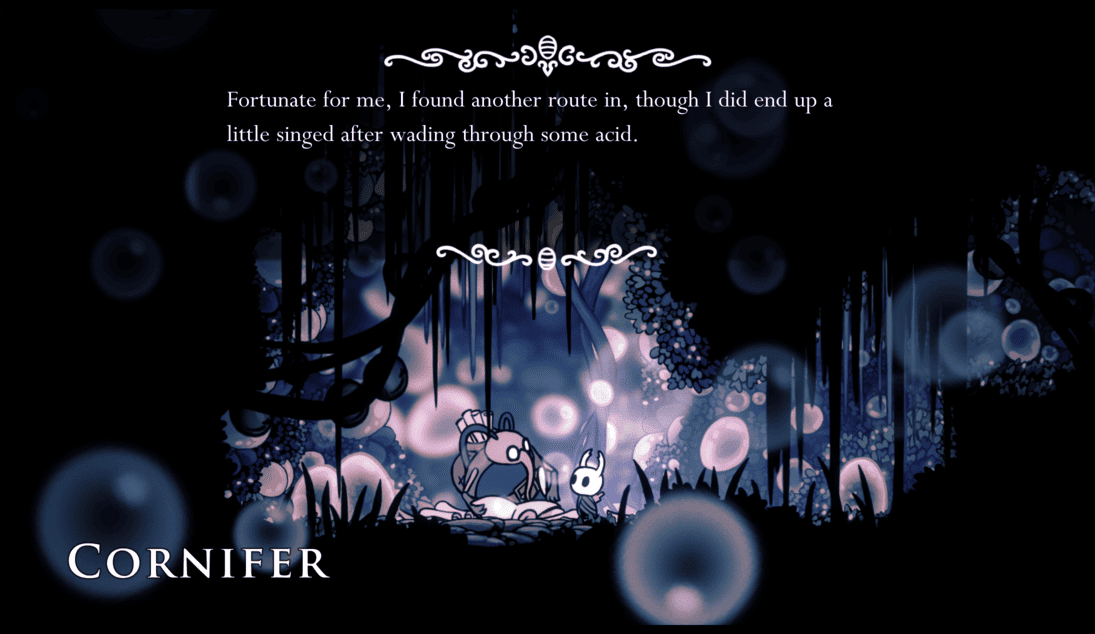 Fortunate for me, I found another route in, though I did end up a
little singed after wading through some acid.
CORNIFER